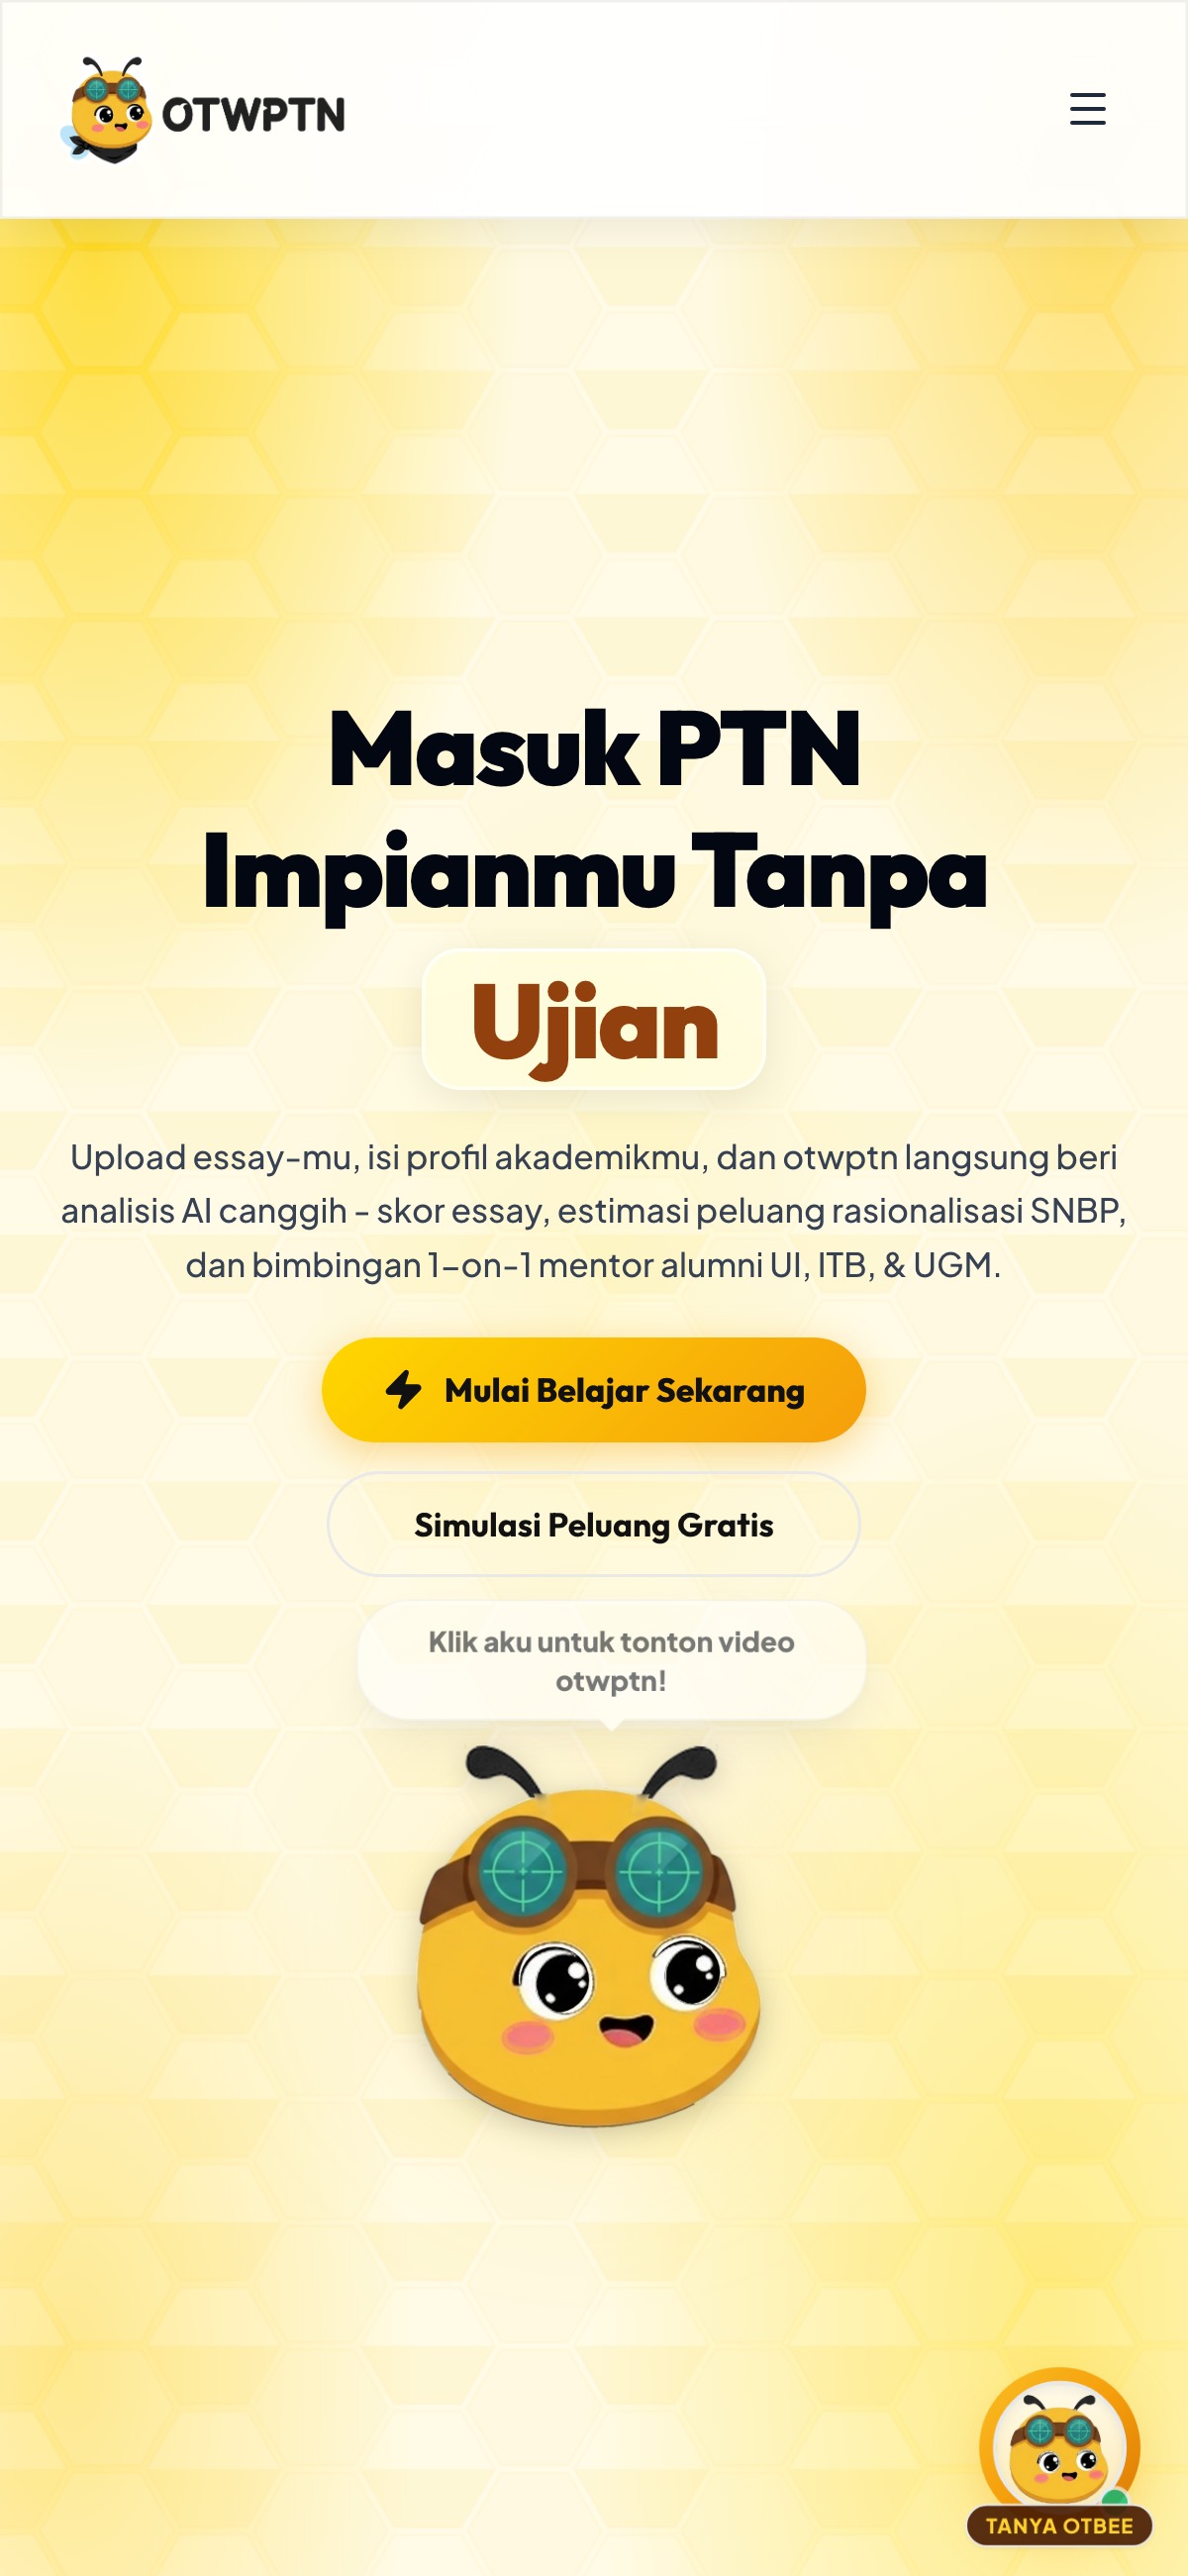 OTWPTN
Masuk PTN
Impianmu Tanpa
Ujian
Upload essay-mu, isi profil akademikmu, dan otwptn langsung beri
analisis AI canggih - skor essay, estimasi peluang rasionalisasi SNBP,
dan bimbingan 1-on-1 mentor alumni UI, ITB, & UGM.
Mulai Belajar Sekarang
Simulasi Peluang Gratis
Klik aku untuk tonton video
otwptn!
TANYA OTBEE